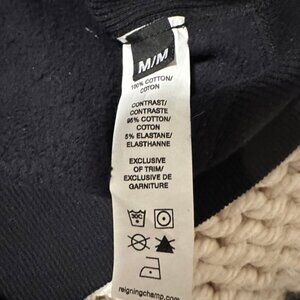 M/M
100% COTTON/
COTON
CONTRAST/
CONTRASTE
95% COTTON/
COTON
5% ELASTANE/
ELASTHANNE
EXCLUSIVE
OF TRIM/
EXCLUSIVE DE
GARNITURE
30C
reigningchamp.com